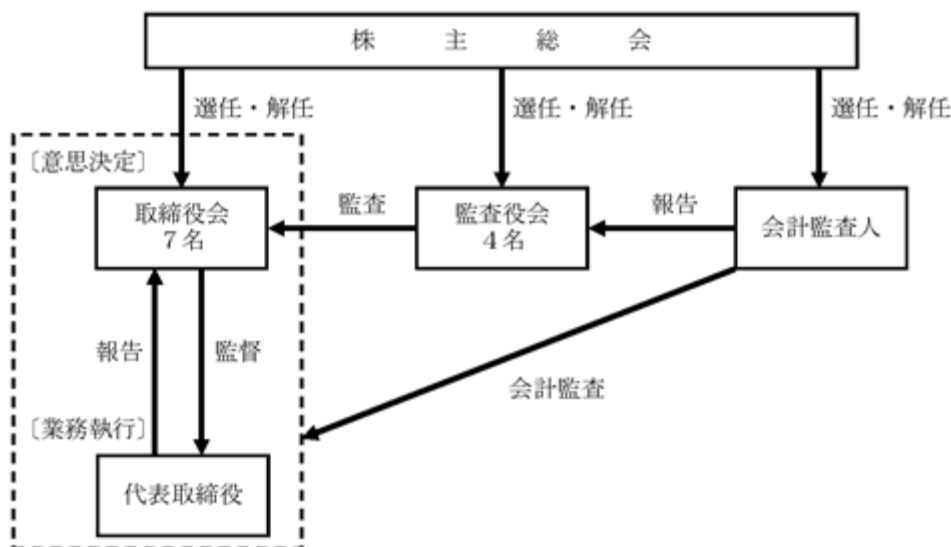 株主総会
選任・解任
選任・解任
選任・解任
〔意思決定〕
取締役会
7名
監査
監査役会
4名
報告
会計監査人
報告
監督
会計監査
〔業務執行〕
代表取締役